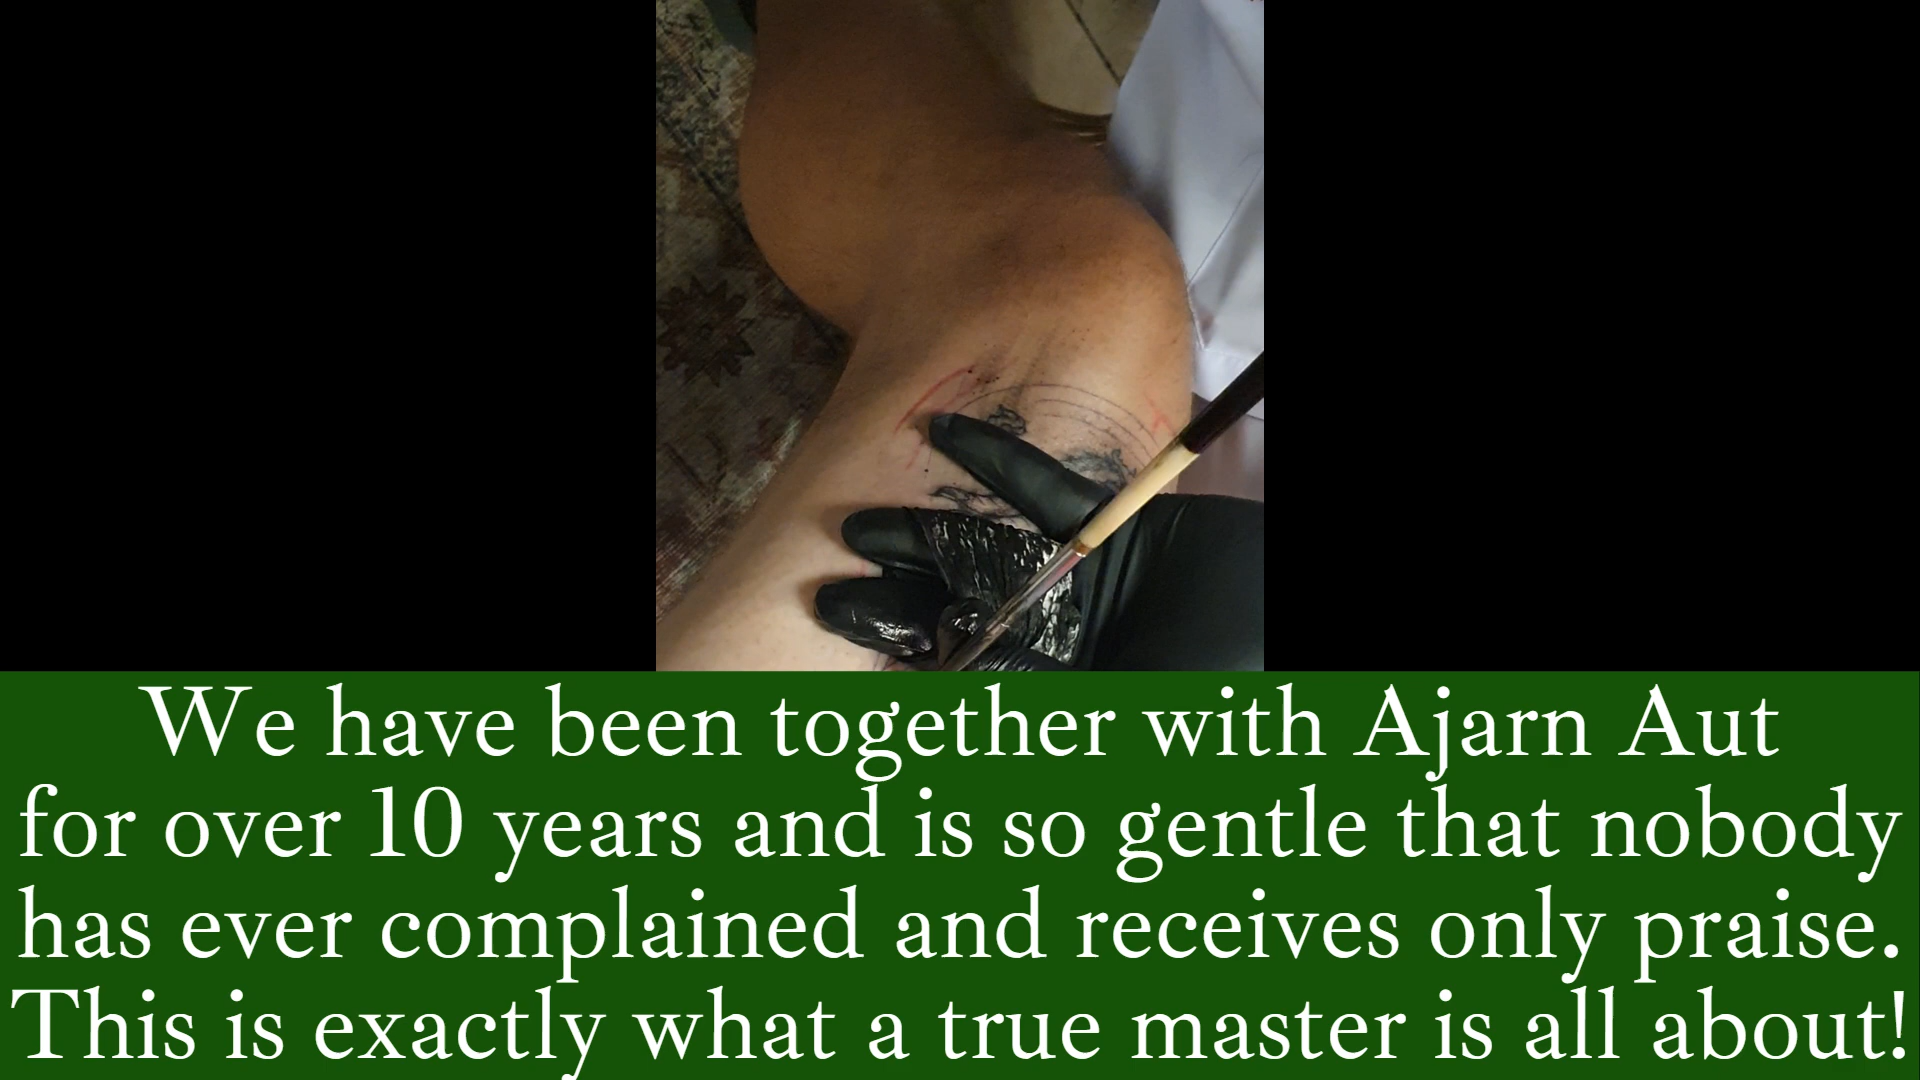 We have been together with Ajarn Aut
for over 10 years and is so gentle that nobody
has ever complained and receives only praise.
This is exactly what a true master is all about!